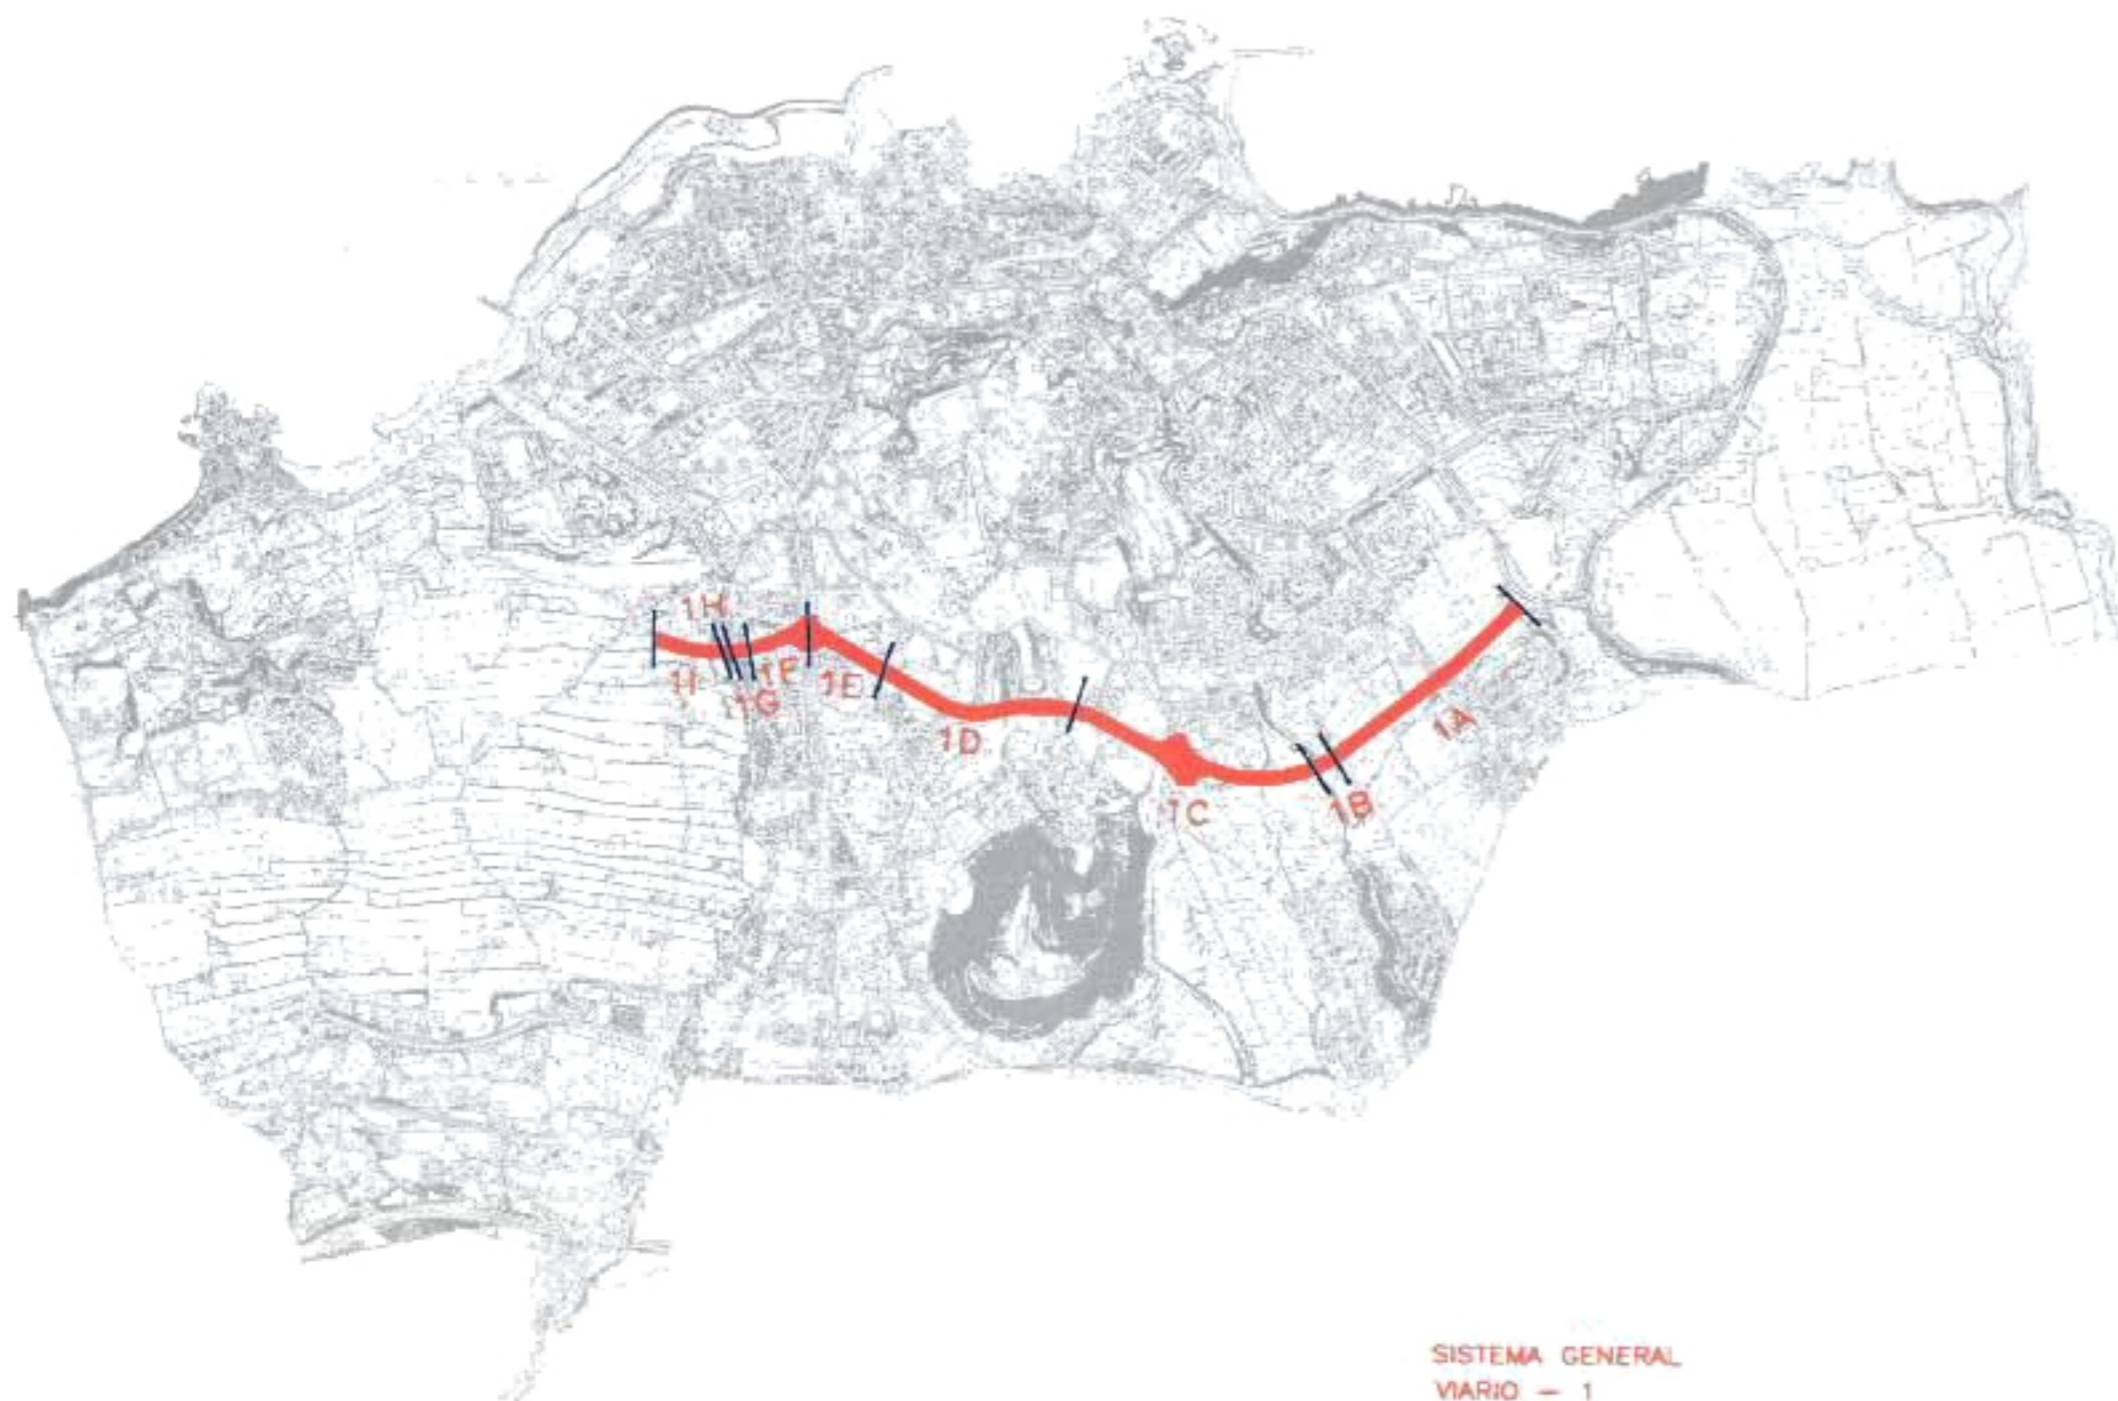 1H
1I
1G
1F
1E
1D
1C
1B
1A
SISTEMA GENERAL
VIARIO — 1